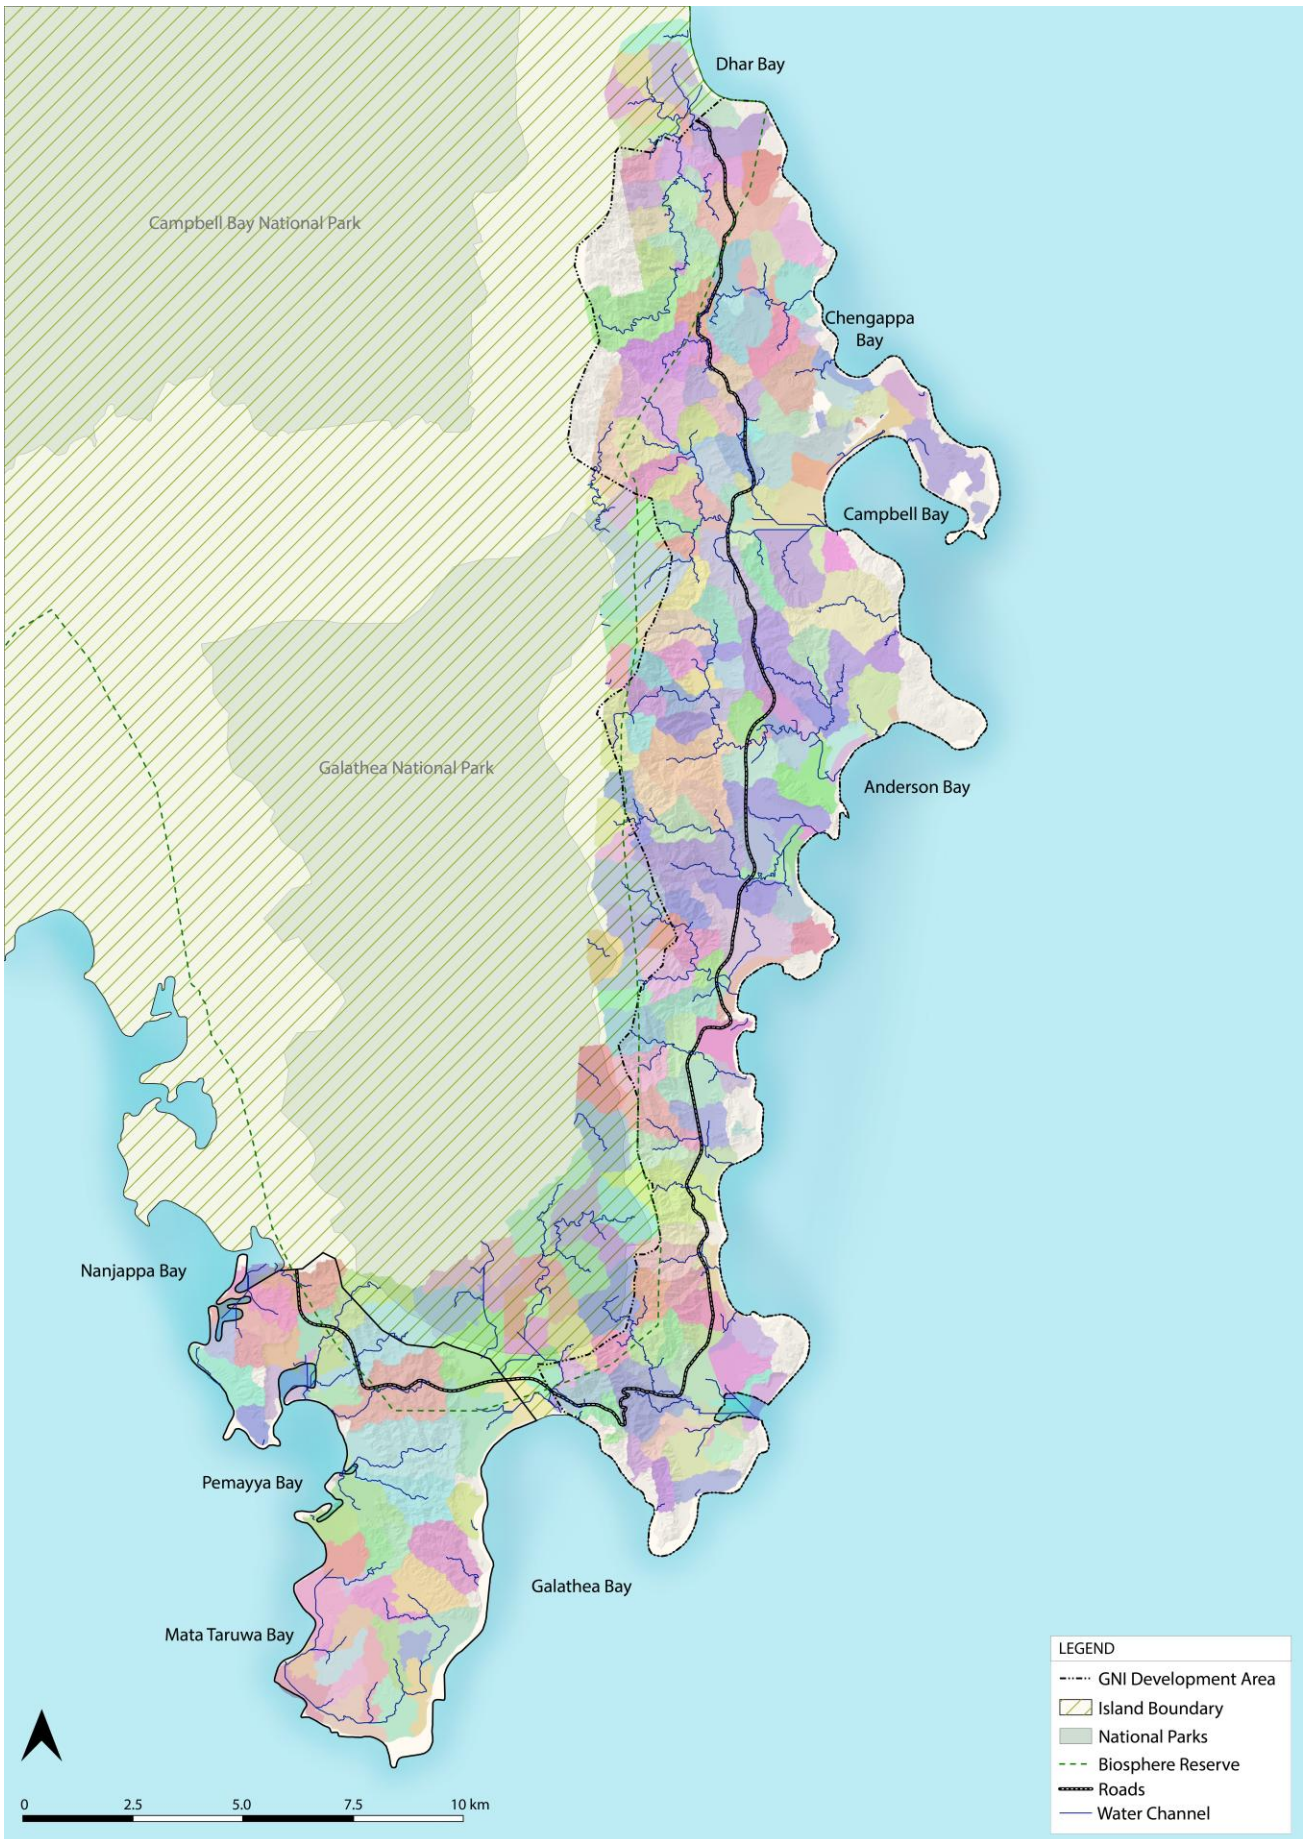 Dhar Bay
Campbell Bay National Park
Chengappa
Bay
Campbell Bay
Galathea National Park
Anderson Bay
Nanjappa Bay
Pemayya Bay
Galathea Bay
Mata Taruwa Bay
LEGEND
GNI Development Area
Island Boundary
National Parks
Biosphere Reserve
Roads
Water Channel
0 2.5 5.0 7.5 10 km